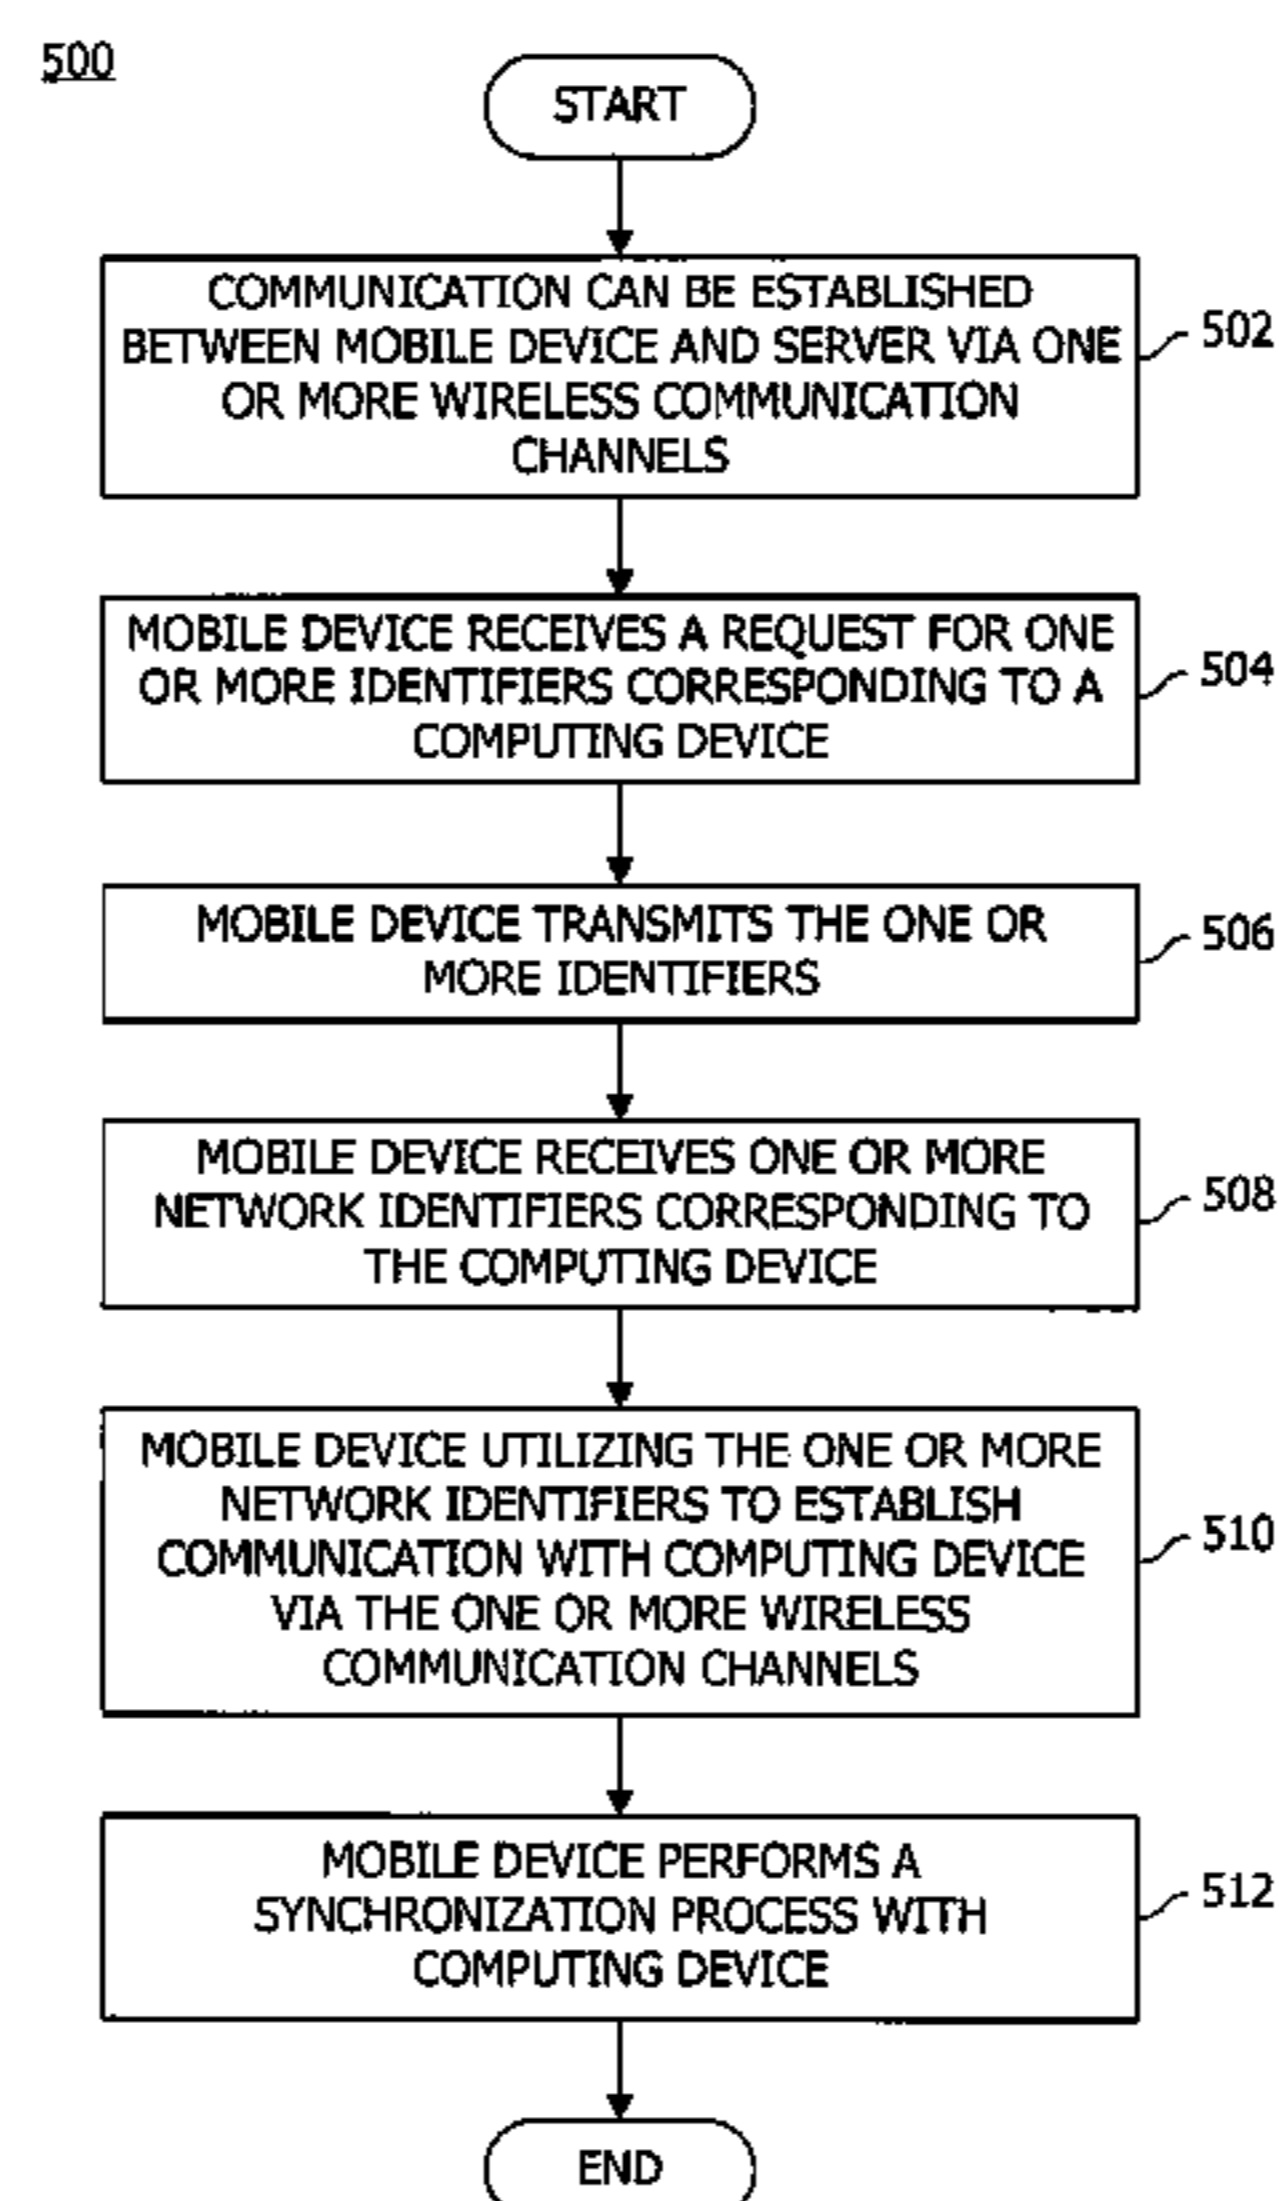 500
START
COMMUNICATION CAN BE ESTABLISHED
BETWEEN MOBILE DEVICE AND SERVER VIA ONE
OR MORE WIRELESS COMMUNICATION
CHANNELS
502
MOBILE DEVICE RECEIVES A REQUEST FOR ONE
OR MORE IDENTIFIERS CORRESPONDING TO A
COMPUTING DEVICE
504
MOBILE DEVICE TRANSMITS THE ONE OR
MORE IDENTIFIERS
506
MOBILE DEVICE RECEIVES ONE OR MORE
NETWORK IDENTIFIERS CORRESPONDING TO
THE COMPUTING DEVICE
508
MOBILE DEVICE UTILIZING THE ONE OR MORE
NETWORK IDENTIFIERS TO ESTABLISH
COMMUNICATION WITH COMPUTING DEVICE
VIA THE ONE OR MORE WIRELESS
COMMUNICATION CHANNELS
510
MOBILE DEVICE PERFORMS A
SYNCHRONIZATION PROCESS WITH
COMPUTING DEVICE
512
END